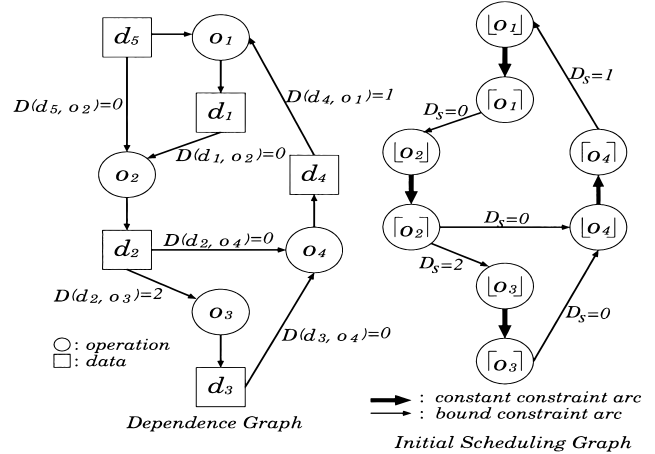 d₅
o₁
D(d₅, o₂)=0
d₁
D(d₄, o₁)=1
D(d₁, o₂)=0
o₂
d₄
d₂
D(d₂, o₄)=0
o₄
D(d₂, o₃)=2
o₃
D(d₃, o₄)=0
: operation
: data
d₃
Dependence Graph
⌊o₁⌋
Dₛ=1
⌈o₁⌉
Dₛ=0
⌊o₂⌋
⌈o₄⌉
⌈o₂⌉
Dₛ=0
⌊o₄⌋
Dₛ=2
⌊o₃⌋
Dₛ=0
⌈o₃⌉
: constant constraint arc
: bound constraint arc
Initial Scheduling Graph